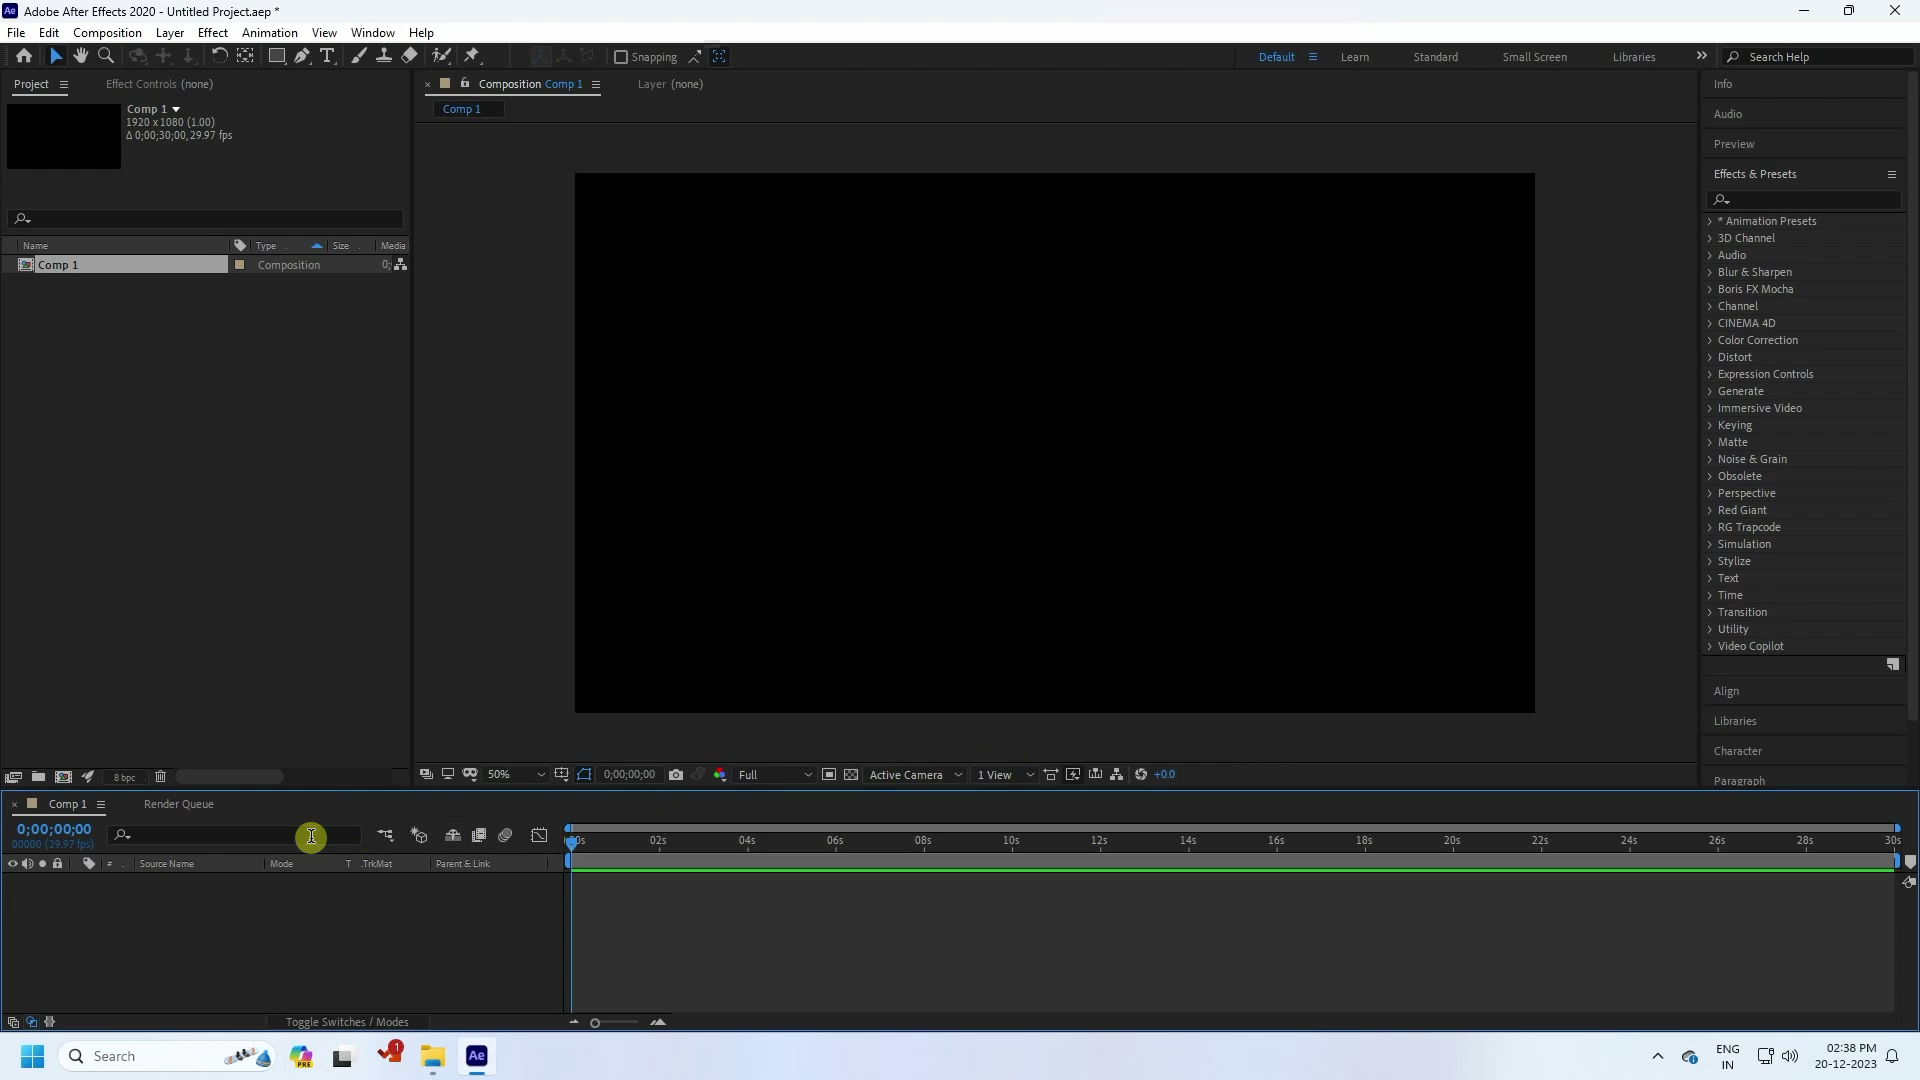 Ae Adobe After Effects 2020 - Untitled Project.aep *
File Edit Composition Layer Effect Animation View Window Help
T Snapping Default Learn Standard Small Screen Libraries Search Help
Project Effect Controls (none)
Comp 1
1920 x 1080 (1.00)
Δ 0;00;30;00, 29.97 fps
Name Type Size Media
Comp 1 Composition 0;
8 bpc
Composition Comp 1 Layer (none)
Comp 1
50% 0;00;00;00 Full Active Camera 1 View +0.0
Info
Audio
Preview
Effects & Presets
* Animation Presets
3D Channel
Audio
Blur & Sharpen
Boris FX Mocha
Channel
CINEMA 4D
Color Correction
Distort
Expression Controls
Generate
Immersive Video
Keying
Matte
Noise & Grain
Obsolete
Perspective
Red Giant
RG Trapcode
Simulation
Stylize
Text
Time
Transition
Utility
Video Copilot
Align
Libraries
Character
Paragraph
Comp 1 Render Queue
0;00;00;00
00000 (29.97 fps)
# Source Name Mode T .TrkMat Parent & Link
02s 04s 06s 08s 10s 12s 14s 16s 18s 20s 22s 24s 26s 28s 30s
Toggle Switches / Modes
Search PRE 1 Ae
ENG
IN
02:38 PM
20-12-2023